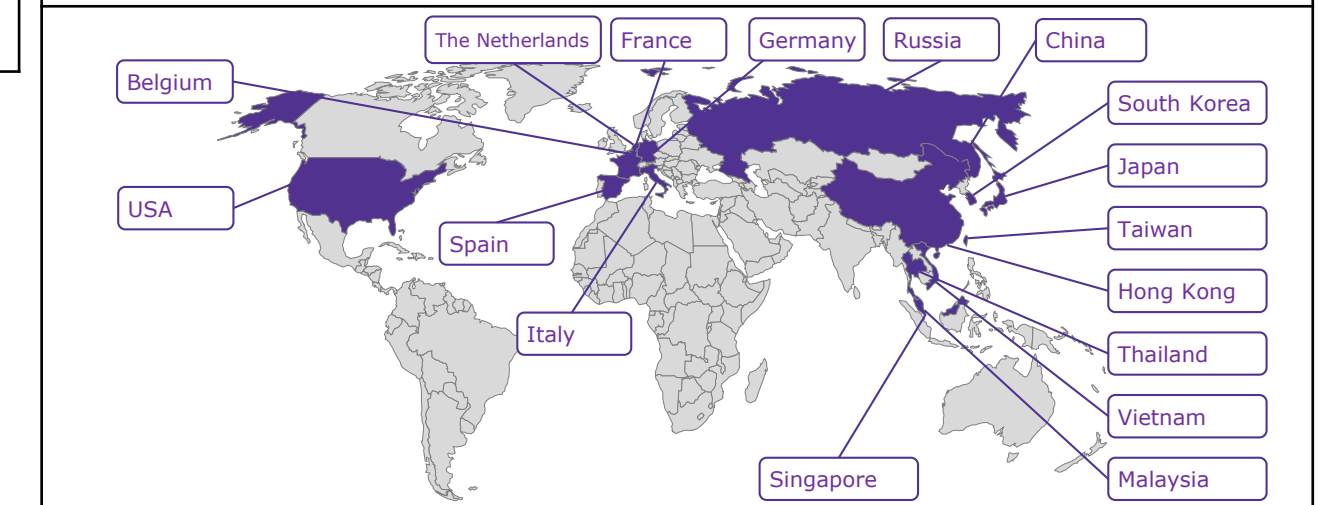 The Netherlands
France
Germany
Russia
China
Belgium
South Korea
Japan
USA
Taiwan
Spain
Hong Kong
Italy
Thailand
Vietnam
Singapore
Malaysia